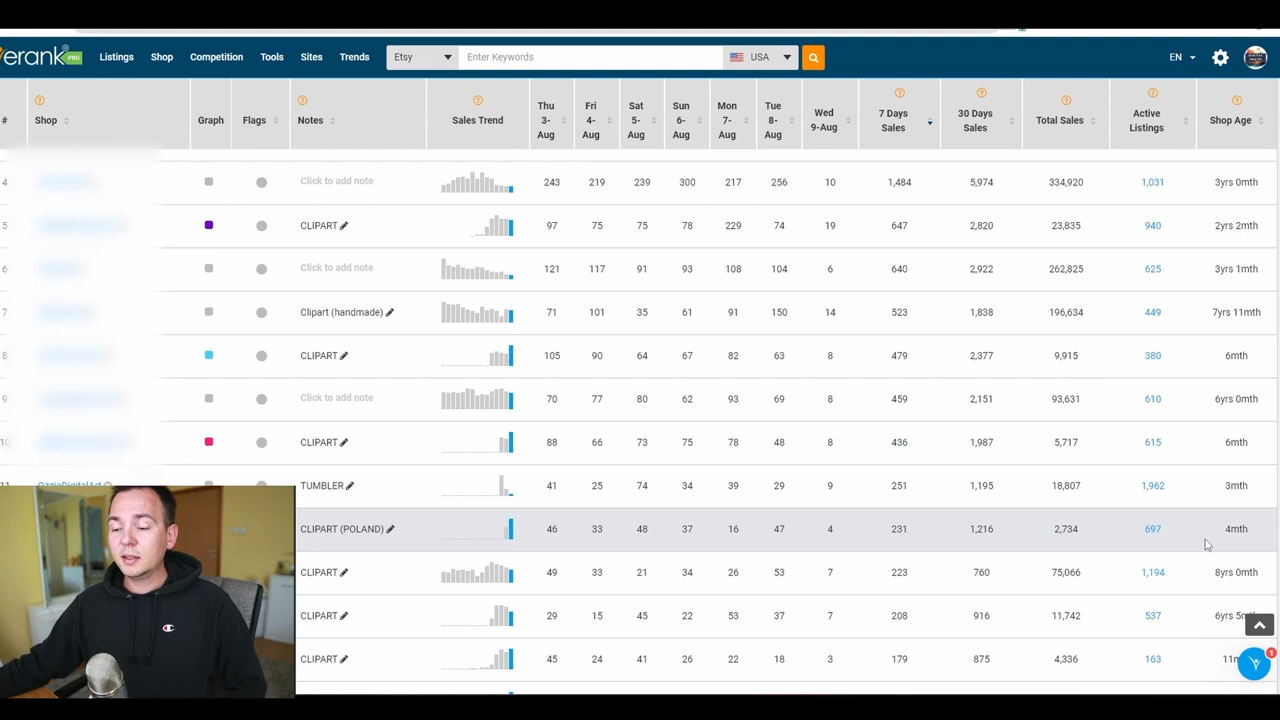 erank PRO Listings Shop Competition Tools Sites Trends Etsy Enter Keywords USA EN
# Shop Graph Flags Notes Sales Trend Thu 3-Aug Fri 4-Aug Sat 5-Aug Sun 6-Aug Mon 7-Aug Tue 8-Aug Wed 9-Aug 7 Days Sales 30 Days Sales Total Sales Active Listings Shop Age
4 Click to add note 243 219 239 300 217 256 10 1,484 5,974 334,920 1,031 3yrs 0mth
5 CLIPART 97 75 75 78 229 74 19 647 2,820 23,835 940 2yrs 2mth
6 Click to add note 121 117 91 93 108 104 6 640 2,922 262,825 625 3yrs 1mth
7 Clipart (handmade) 71 101 35 61 91 150 14 523 1,838 196,634 449 7yrs 11mth
8 CLIPART 105 90 64 67 82 63 8 479 2,377 9,915 380 6mth
9 Click to add note 70 77 80 62 93 69 8 459 2,151 93,631 610 6yrs 0mth
10 CLIPART 88 66 73 75 78 48 8 436 1,987 5,717 615 6mth
11 OzzieDigitalArt TUMBLER 41 25 74 34 39 29 9 251 1,195 18,807 1,962 3mth
CLIPART (POLAND) 46 33 48 37 16 47 4 231 1,216 2,734 697 4mth
CLIPART 49 33 21 34 26 53 7 223 760 75,066 1,194 8yrs 0mth
CLIPART 29 15 45 22 53 37 7 208 916 11,742 537 6yrs
CLIPART 45 24 41 26 22 18 3 179 875 4,336 163
1